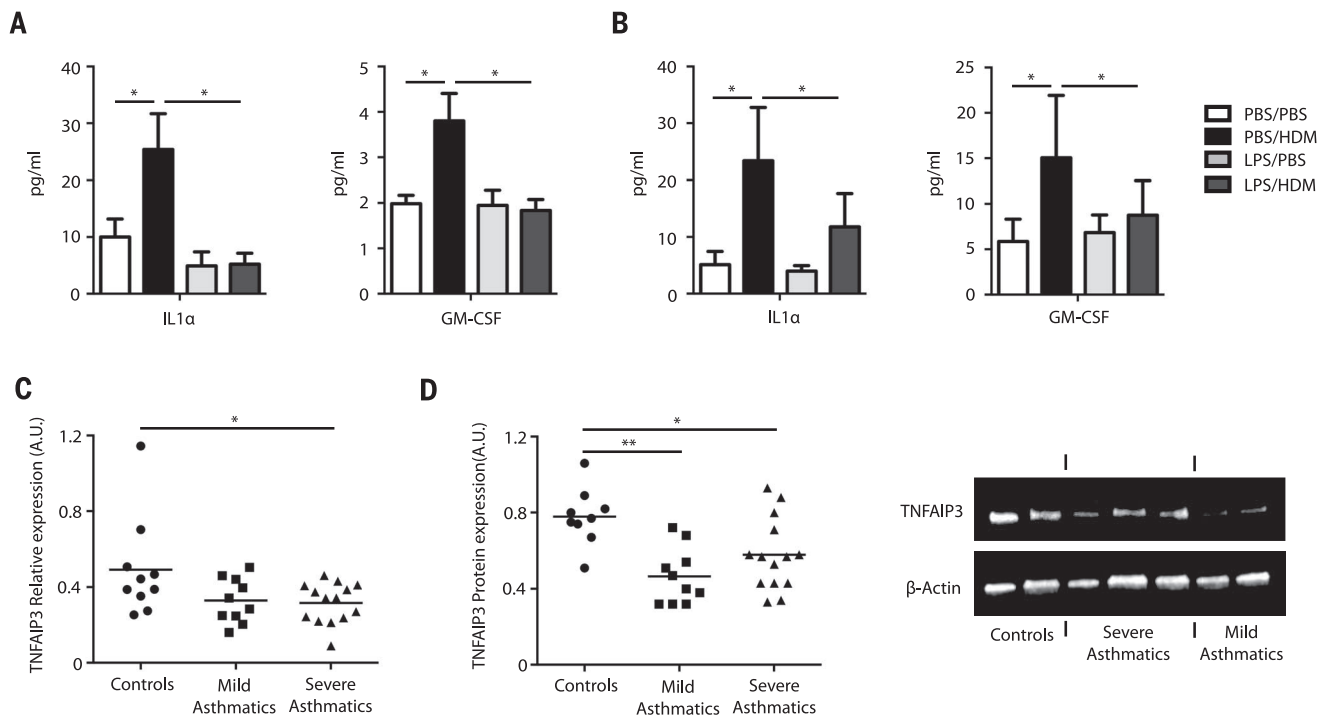 A
B
40
30
20
10
0
pg/ml
*
*
IL1α
5
4
3
2
1
0
pg/ml
*
*
GM-CSF
40
30
20
10
0
pg/ml
*
*
IL1α
25
20
15
10
5
0
pg/ml
*
*
GM-CSF
PBS/PBS
PBS/HDM
LPS/PBS
LPS/HDM
C
D
TNFAIP3 Relative expression (A.U.)
1.2
0.8
0.4
0
*
Controls
Mild
Asthmatics
Severe
Asthmatics
TNFAIP3 Protein expression(A.U.)
1.2
0.8
0.4
0
*
**
Controls
Mild
Asthmatics
Severe
Asthmatics
TNFAIP3
β-Actin
Controls
Severe
Asthmatics
Mild
Asthmatics